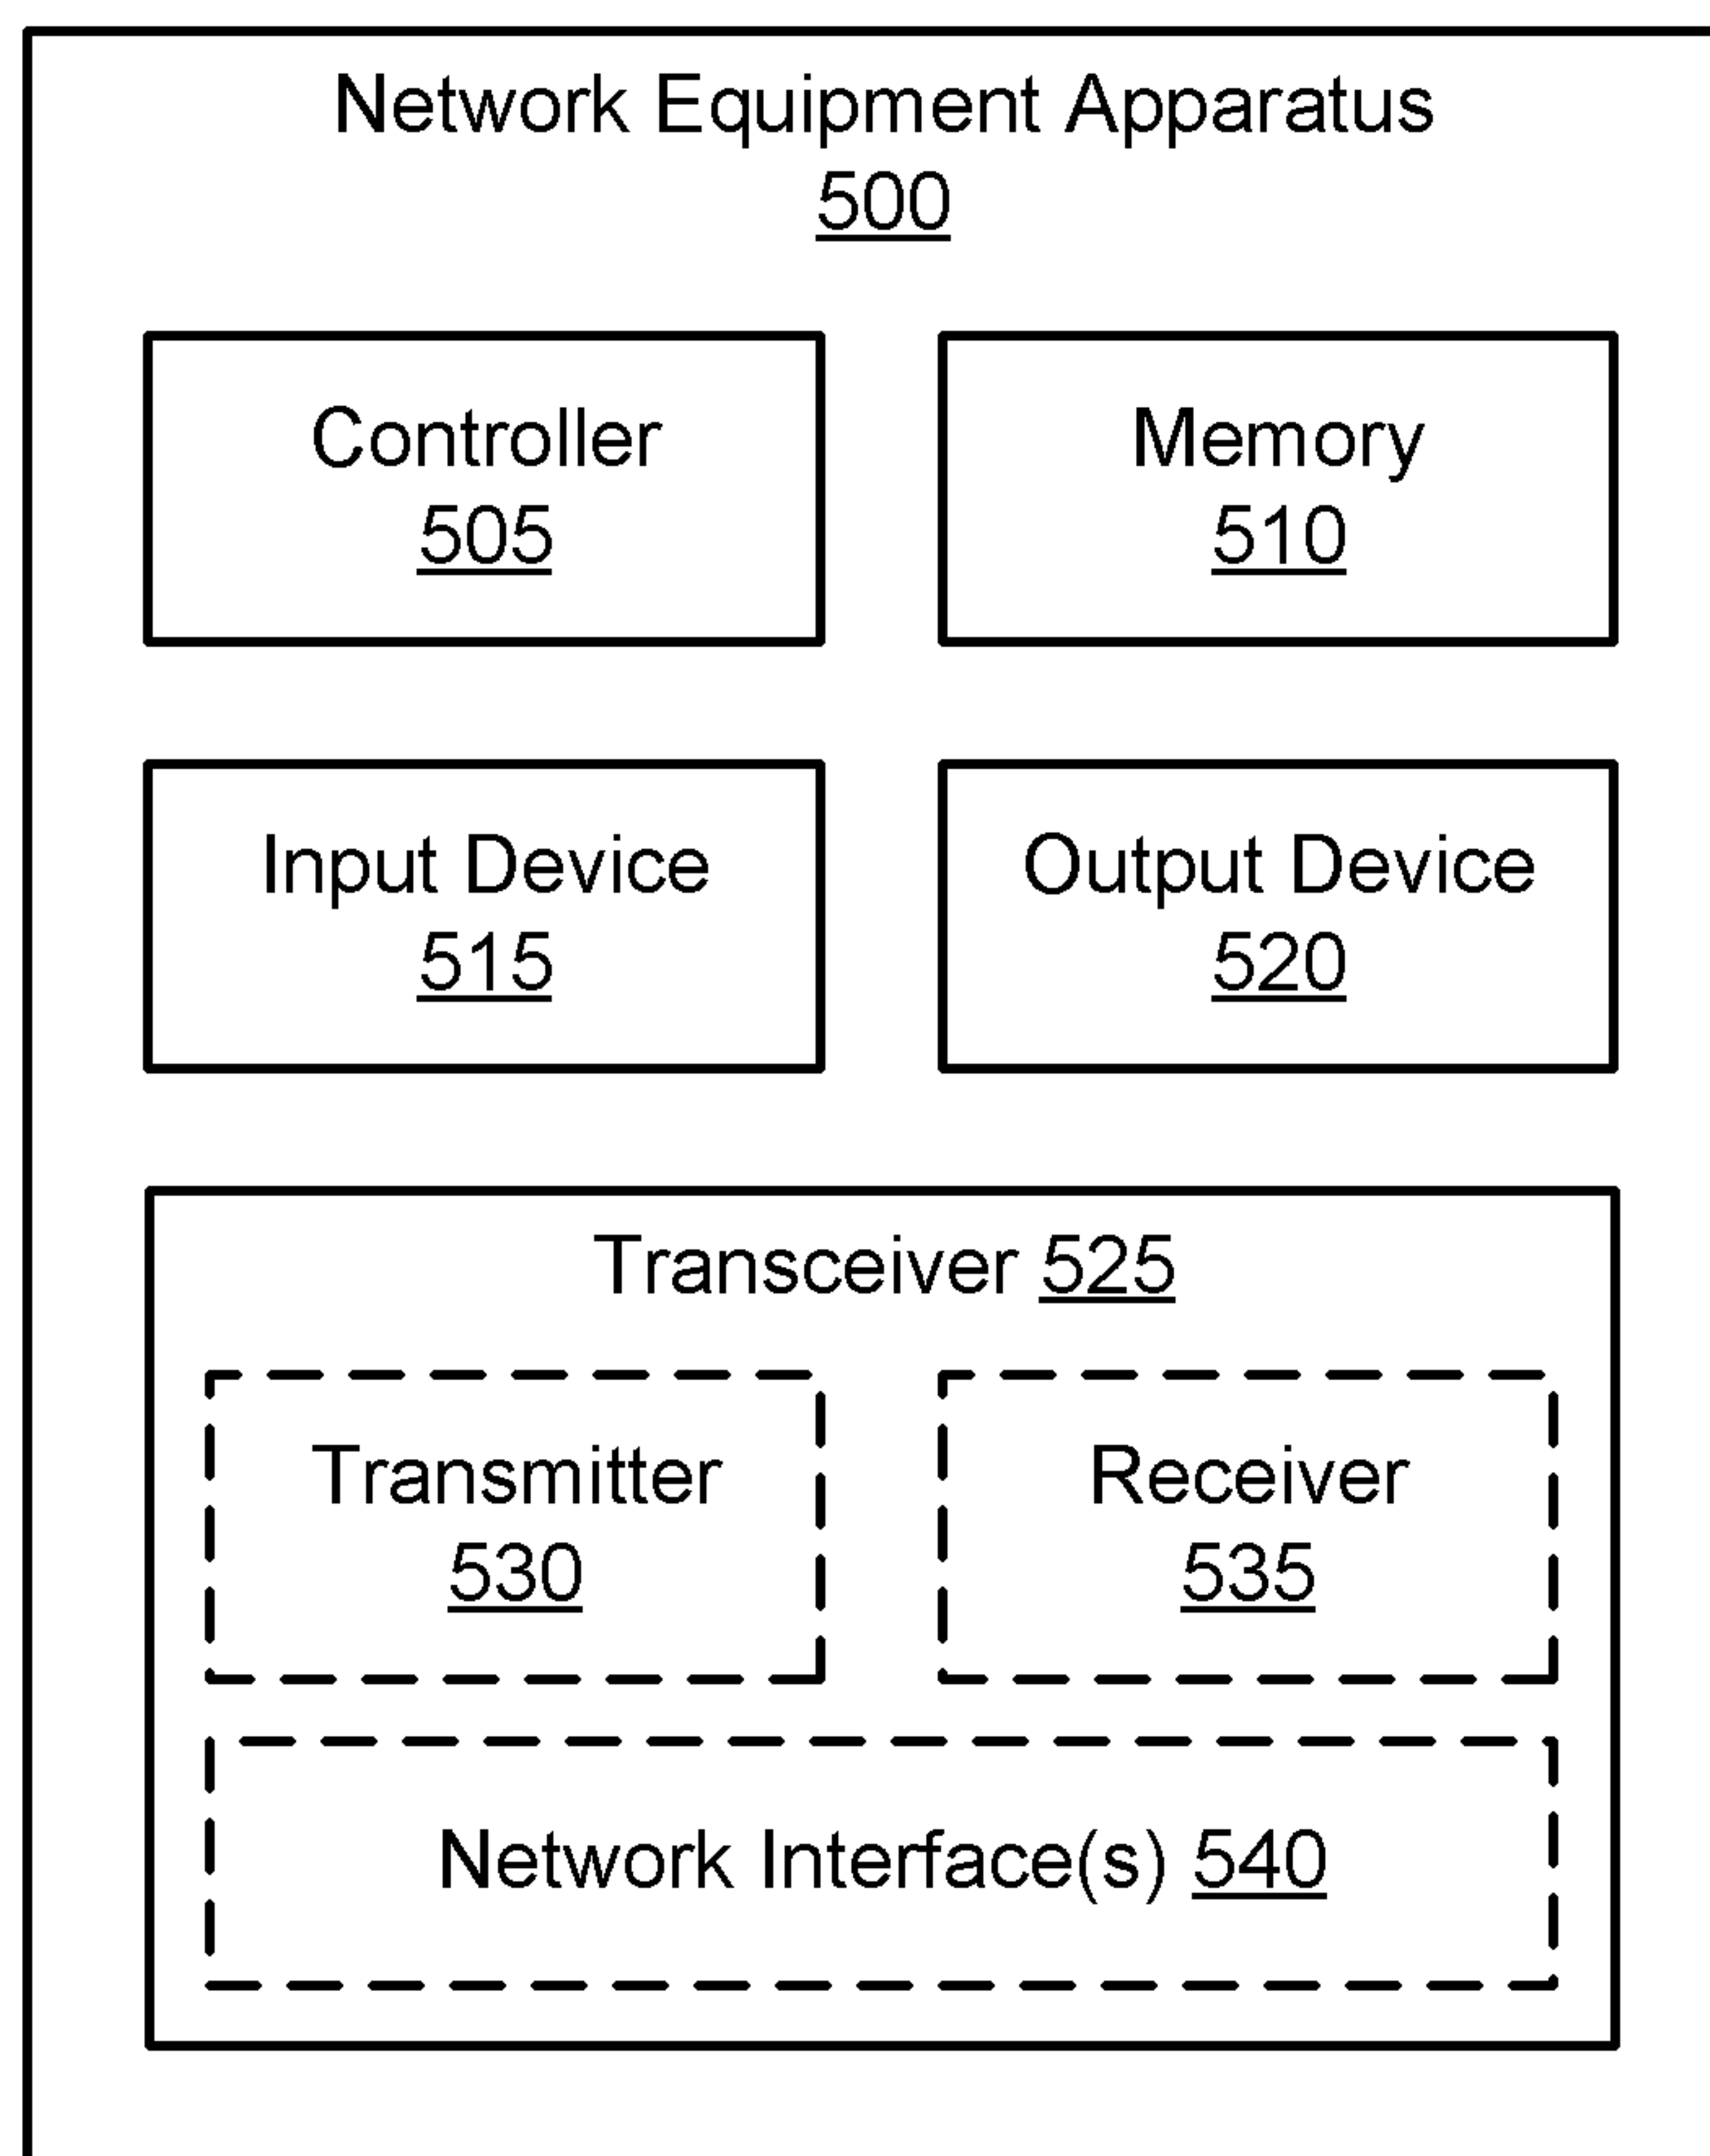 Network Equipment Apparatus
500
Controller
505
Memory
510
Input Device
515
Output Device
520
Transceiver 525
Transmitter
530
Receiver
535
Network Interface(s) 540